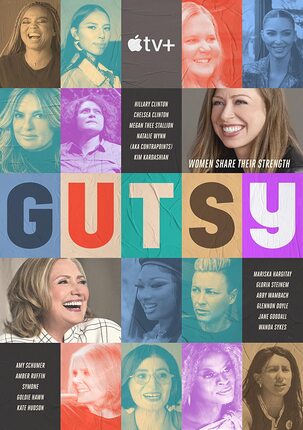 tv+
HILLARY CLINTON
CHELSEA CLINTON
MEGAN THEE STALLION
NATALIE WYNN
(AKA CONTRAPOINTS)
KIM KARDASHIAN
WOMEN SHARE THEIR STRENGTH
GUTSY
MARISKA HARGITAY
GLORIA STEINEM
ABBY WAMBACH
GLENNON DOYLE
JANE GOODALL
WANDA SYKES
AMY SCHUMER
AMBER RUFFIN
SYMONE
GOLDIE HAWN
KATE HUDSON